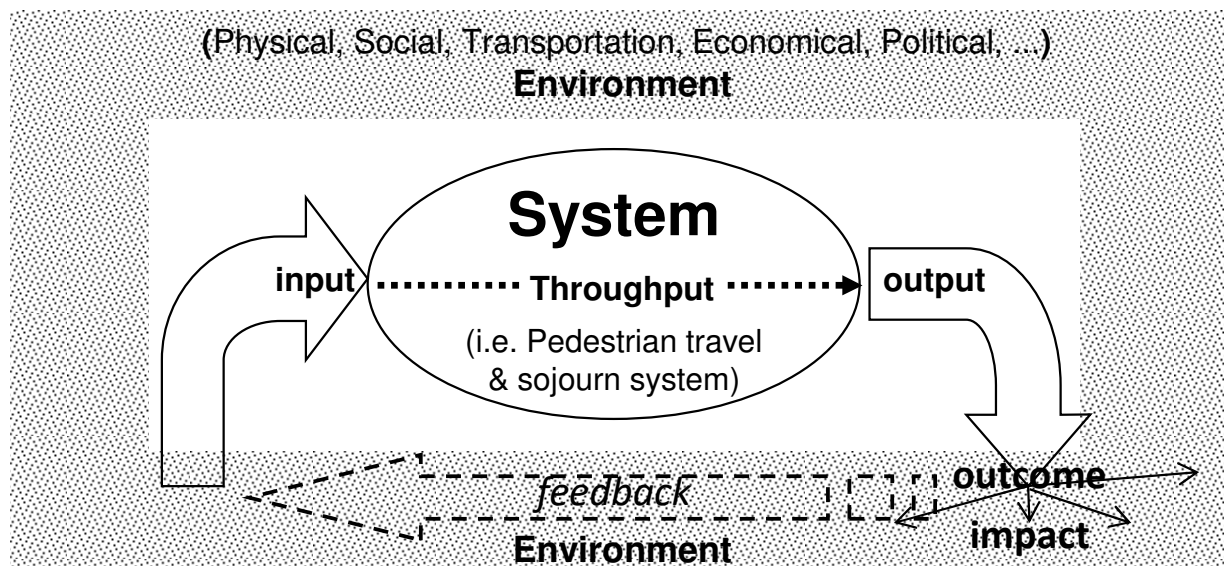 (Physical, Social, Transportation, Economical, Political, ...)
Environment
System
input
Throughput
output
(i.e. Pedestrian travel
& sojourn system)
outcome
feedback
impact
Environment